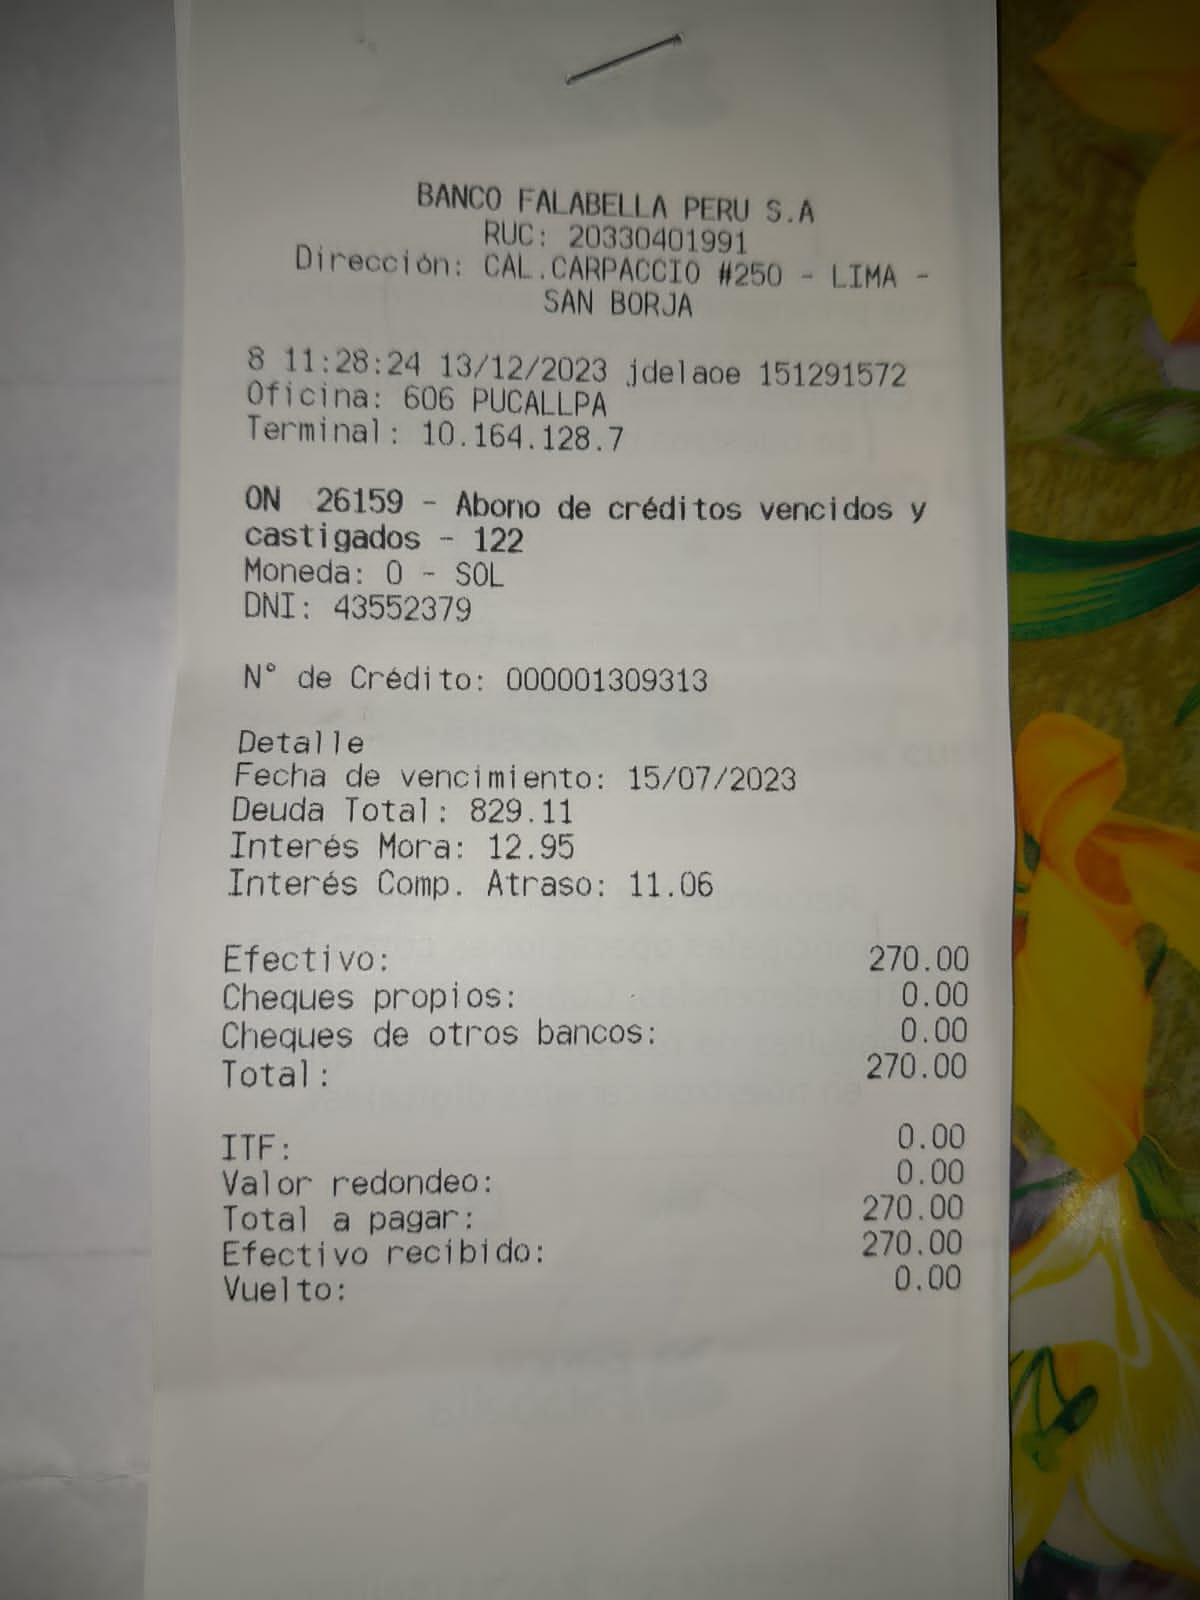 BANCO FALABELLA PERU S.A
RUC: 20330401991
Dirección: CAL.CARPACCIO #250 - LIMA -
SAN BORJA
8 11:28:24 13/12/2023 jdelaoe 151291572
Oficina: 606 PUCALLPA
Terminal: 10.164.128.7
ON 26159 - Abono de créditos vencidos y
castigados - 122
Moneda: 0 - SOL
DNI: 43552379
N° de Crédito: 000001309313
Detalle
Fecha de vencimiento: 15/07/2023
Deuda Total: 829.11
Interés Mora: 12.95
Interés Comp. Atraso: 11.06
Efectivo: 270.00
Cheques propios: 0.00
Cheques de otros bancos: 0.00
Total: 270.00
ITF: 0.00
Valor redondeo: 0.00
Total a pagar: 270.00
Efectivo recibido: 270.00
Vuelto: 0.00